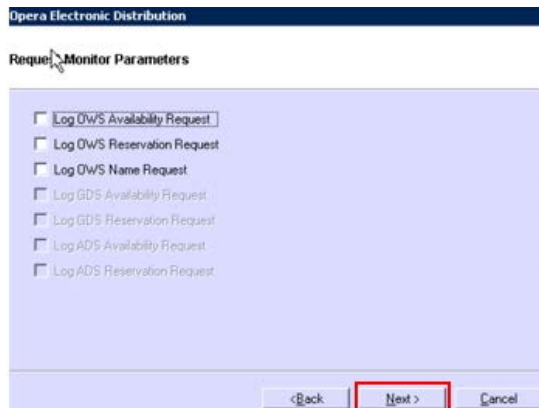 Opera Electronic Distribution
Reque Monitor Parameters
Log OWS Availability Request
Log OWS Reservation Request
Log OWS Name Request
Log GDS Availability Request
Log GDS Reservation Request
Log ADS Availability Request
Log ADS Reservation Request
<Back
Next >
Cancel